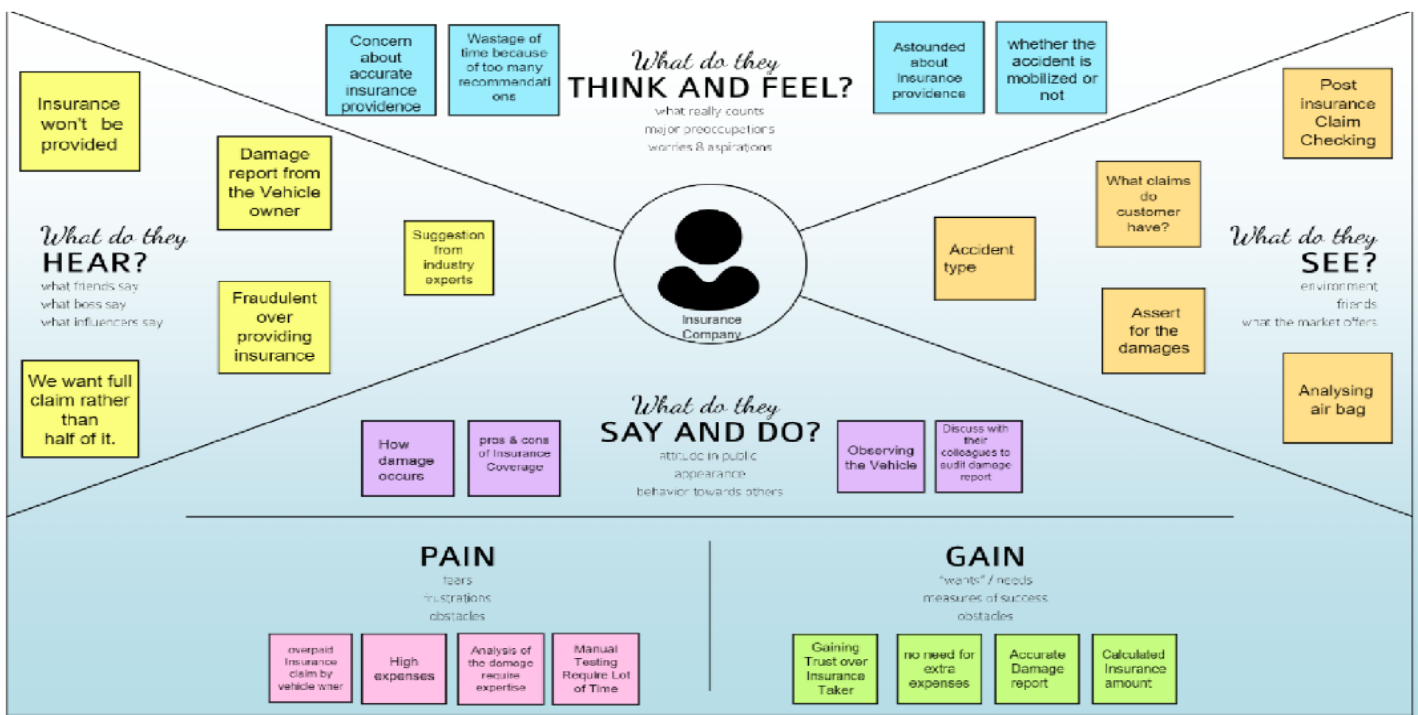 Concern
about
accurate
insurance
providence
Wastage of
time because
of too many
recommendati
ons
What do they
THINK AND FEEL?
what really counts
major preoccupations
worries & aspirations
Astounded
about
Insurance
providence
whether the
accident is
mobilized or
not
Insurance
won't be
provided
Damage
report from
the Vehicle
owner
Suggestion
from
industry
experts
What do they
HEAR?
what friends say
what boss say
what influencers say
Fraudulent
over
providing
insurance
We want full
claim rather
than
half of it.
Insurance
Company
Post
insurance
Claim
Checking
What claims
do
customer
have?
Accident
type
What do they
SEE?
environment
friends
what the market offers
Assert
for the
damages
Analysing
air bag
What do they
SAY AND DO?
attitude in public
appearance
behavior towards others
How
damage
occurs
pros & cons
of Insurance
Coverage
Observing
the Vehicle
Discuss with
their
colleagues to
audit damage
report
PAIN
fears
frustrations
obstacles
overpaid
Insurance
claim by
vehicle wner
High
expenses
Analysis of
the damage
require
expertise
Manual
Testing
Require Lot
of Time
GAIN
"wants" / needs
measures of success
obstacles
Gaining
Trust over
Insurance
Taker
no need for
extra
expenses
Accurate
Damage
report
Calculated
Insurance
amount